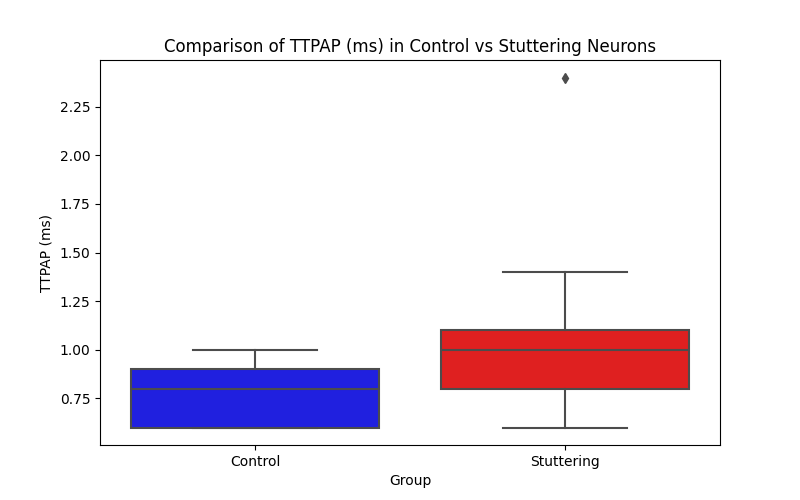 Comparison of TTPAP (ms) in Control vs Stuttering Neurons
2.25
2.00
1.75
1.50
1.25
1.00
0.75
TTPAP (ms)
Control
Stuttering
Group